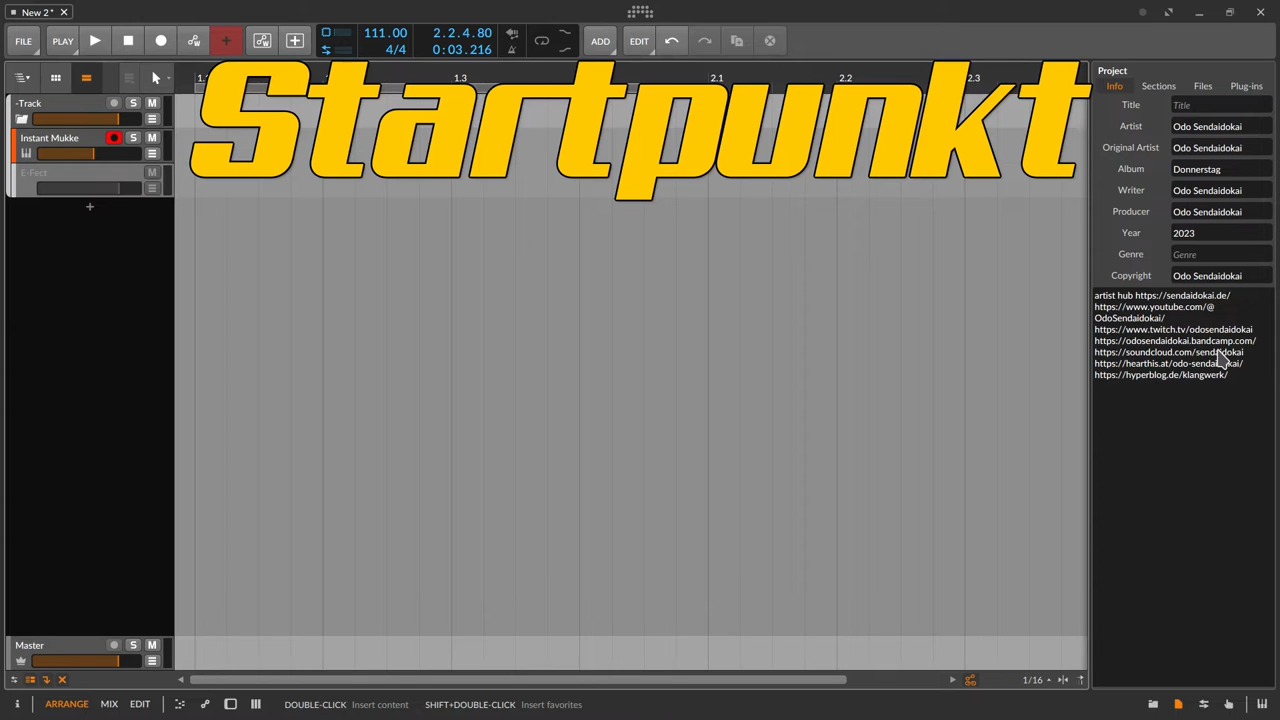 New 2*
FILE
PLAY
111.00
4/4
2.2.4.80
0:03.216
ADD
EDIT
1.3
2.1
2.2
2.3
Startpunkt
-Track
S
M
Instant Mukke
S
M
E-Fect
M
Master
S
M
Project
Info
Sections
Files
Plug-ins
Title
Title
Artist
Odo Sendaidokai
Original Artist
Odo Sendaidokai
Album
Donnerstag
Writer
Odo Sendaidokai
Producer
Odo Sendaidokai
Year
2023
Genre
Genre
Copyright
Odo Sendaidokai
artist hub https://sendaidokai.de/
https://www.youtube.com/@
OdoSendaidokai/
https://www.twitch.tv/odosendaidokai
https://odosendaidokai.bandcamp.com/
https://soundcloud.com/sendaidokai
https://hearthis.at/odo-sendaidokai/
https://hyperblog.de/klangwerk/
1/16
ARRANGE
MIX
EDIT
DOUBLE-CLICK Insert content
SHIFT+DOUBLE-CLICK Insert favorites